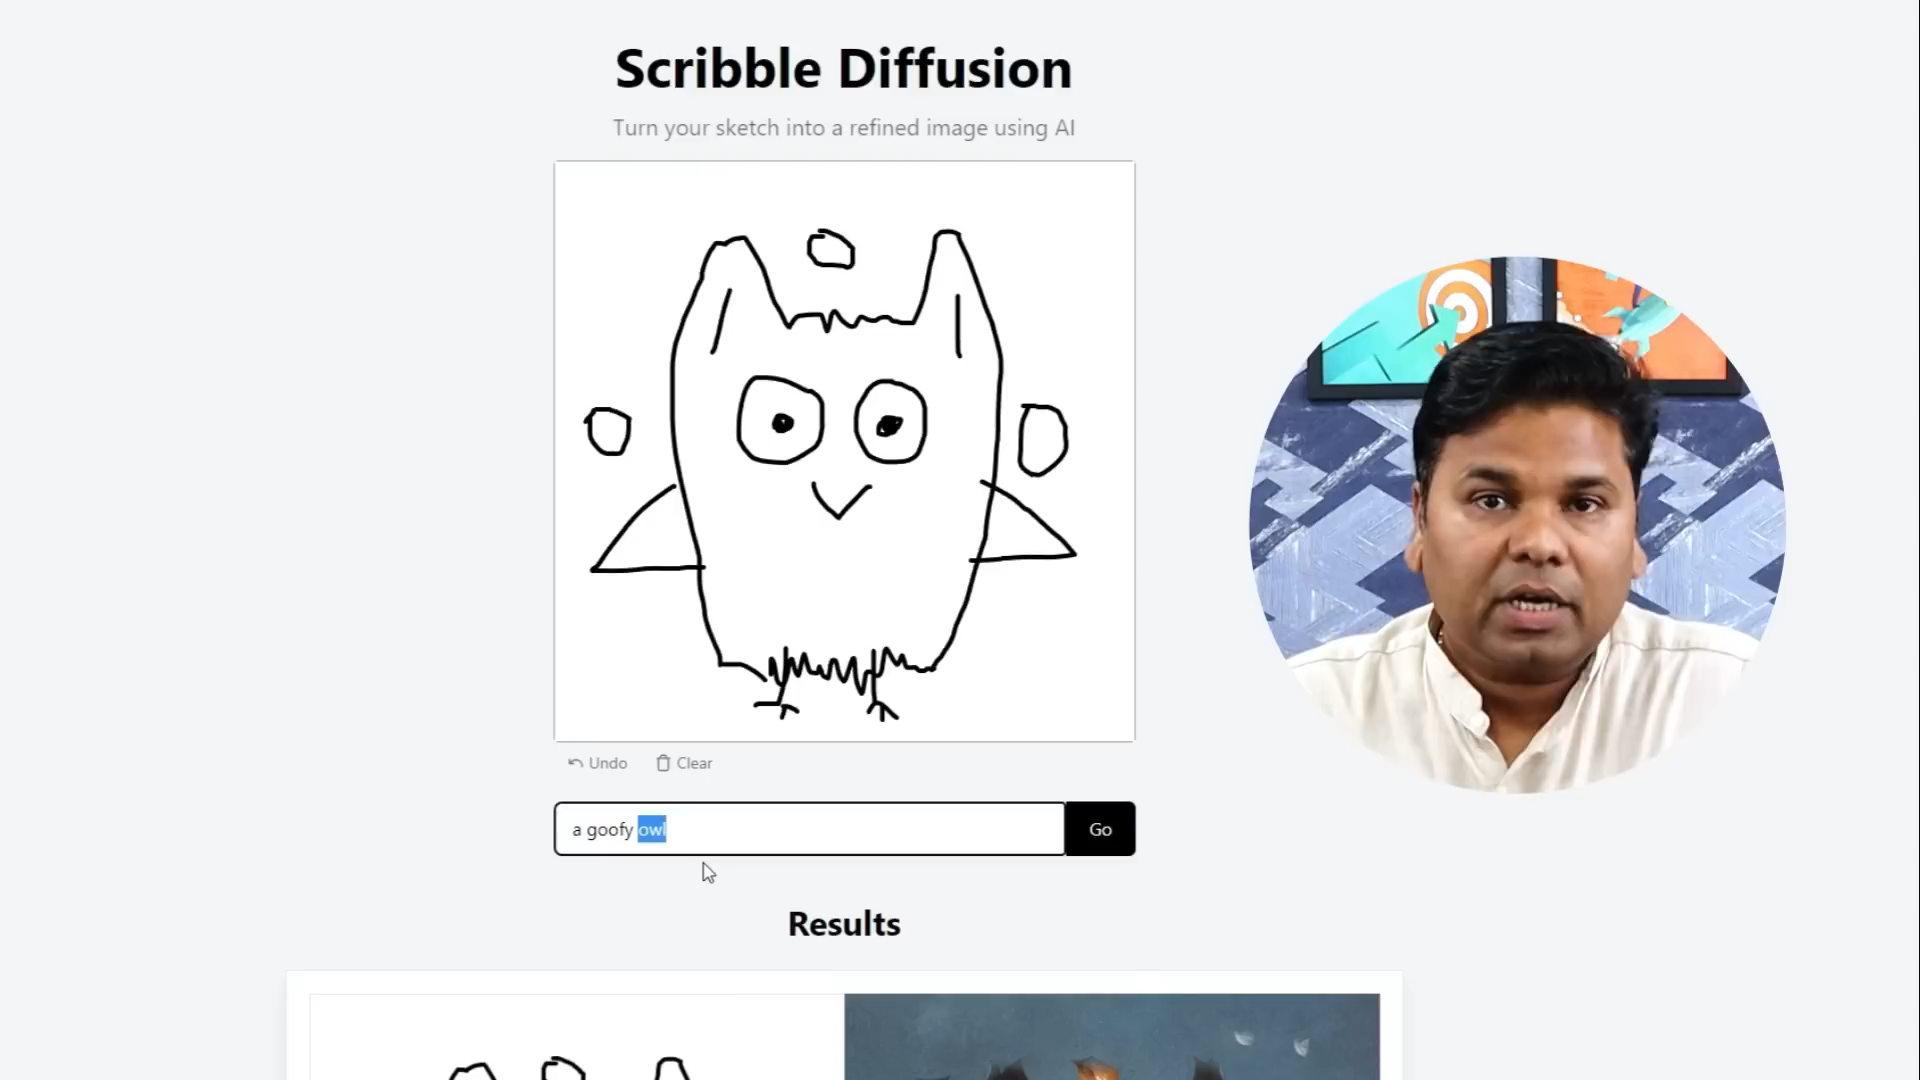 Scribble Diffusion
Turn your sketch into a refined image using AI
Undo Clear
a goofy owl
Go
Results